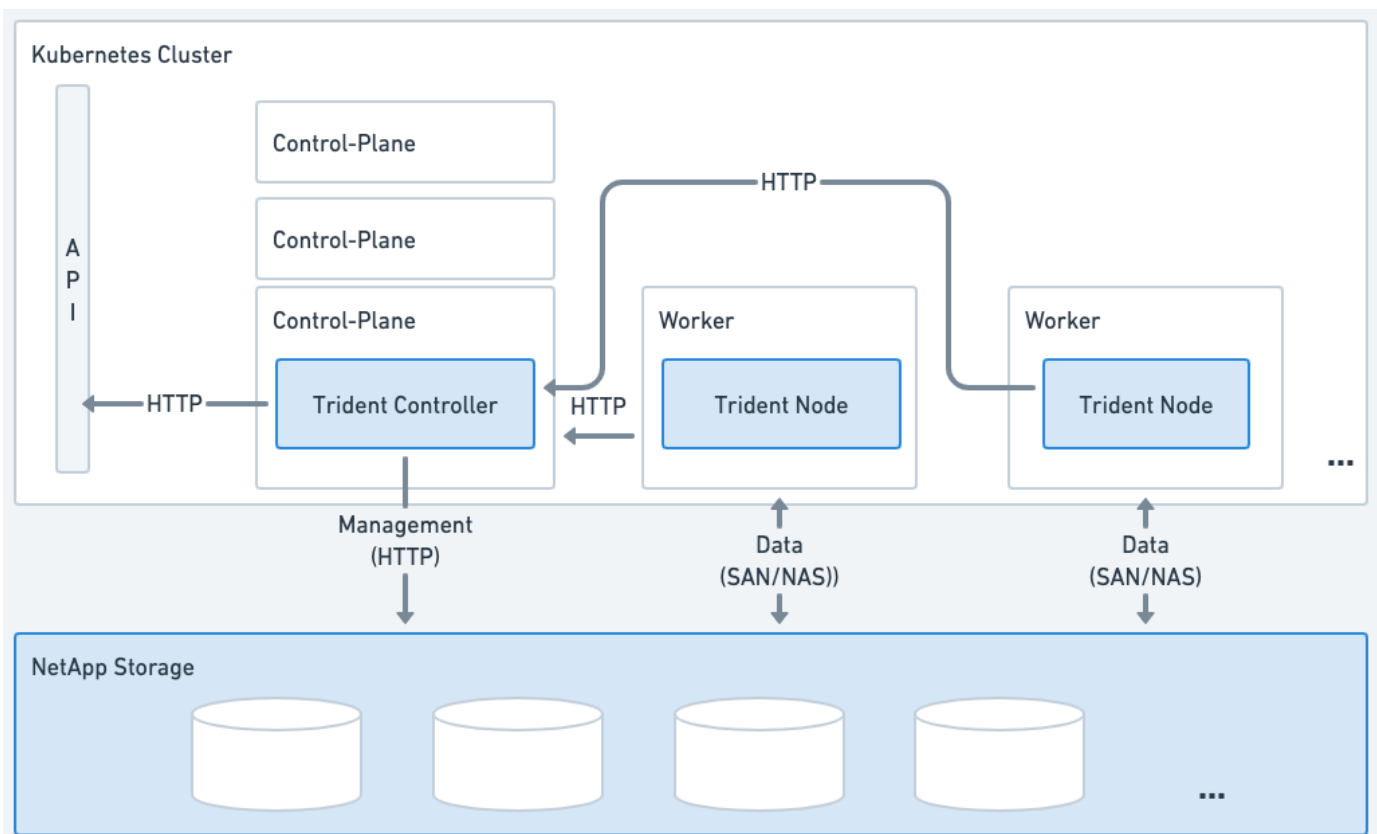 Kubernetes Cluster
A
P
I
Control-Plane
Control-Plane
Control-Plane
Trident Controller
HTTP
HTTP
HTTP
Worker
Trident Node
Worker
Trident Node
...
Management
(HTTP)
Data
(SAN/NAS))
Data
(SAN/NAS)
NetApp Storage
...